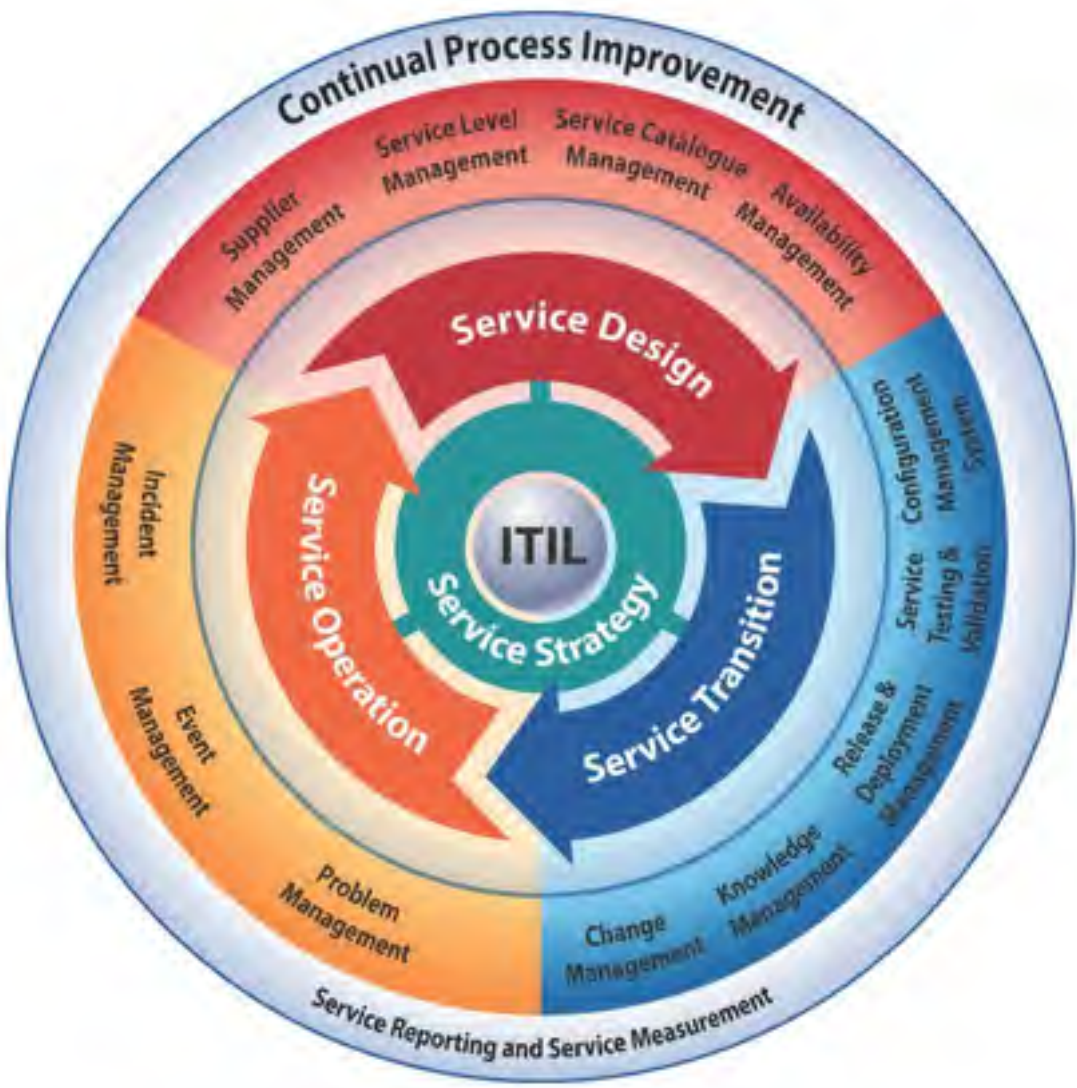 Continual Process Improvement
Supplier
Management
Service Level
Management
Service Catalogue
Management
Availability
Management
Configuration
Management
System
Service
Testing &
Validation
Release &
Deployment
Management
Knowledge
Management
Change
Management
Problem
Management
Event
Management
Incident
Management
Service Design
Service Transition
Service Operation
Service Strategy
ITIL
Service Reporting and Service Measurement